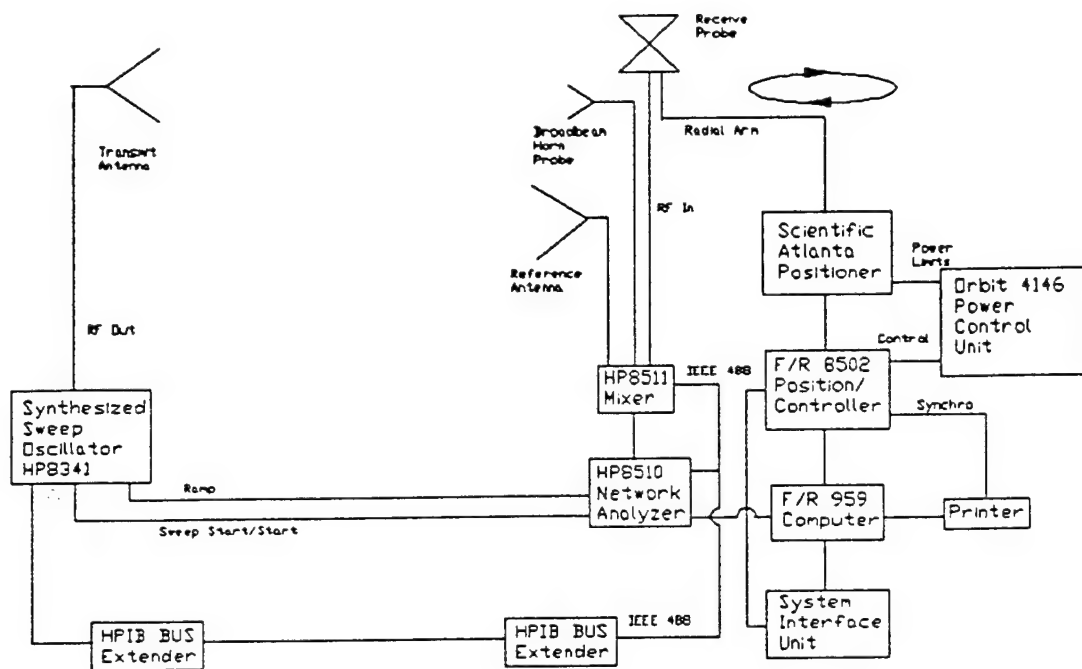 Receive
Probe
Transmit
Antenna
Broadbeam
Horn
Probe
Radial Arm
RF In
Reference
Antenna
Scientific
Atlanta
Positioner
Power
Limits
Orbit 4146
Power
Control
Unit
RF Out
Control
HP8511
Mixer
IEEE 488
F/R 8502
Position/
Controller
Synthesized
Sweep
Oscillator
HP8341
Synchro
HP8510
Network
Analyzer
Ramp
Sweep Start/Start
F/R 959
Computer
Printer
HPIB BUS
Extender
HPIB BUS
Extender
IEEE 488
System
Interface
Unit